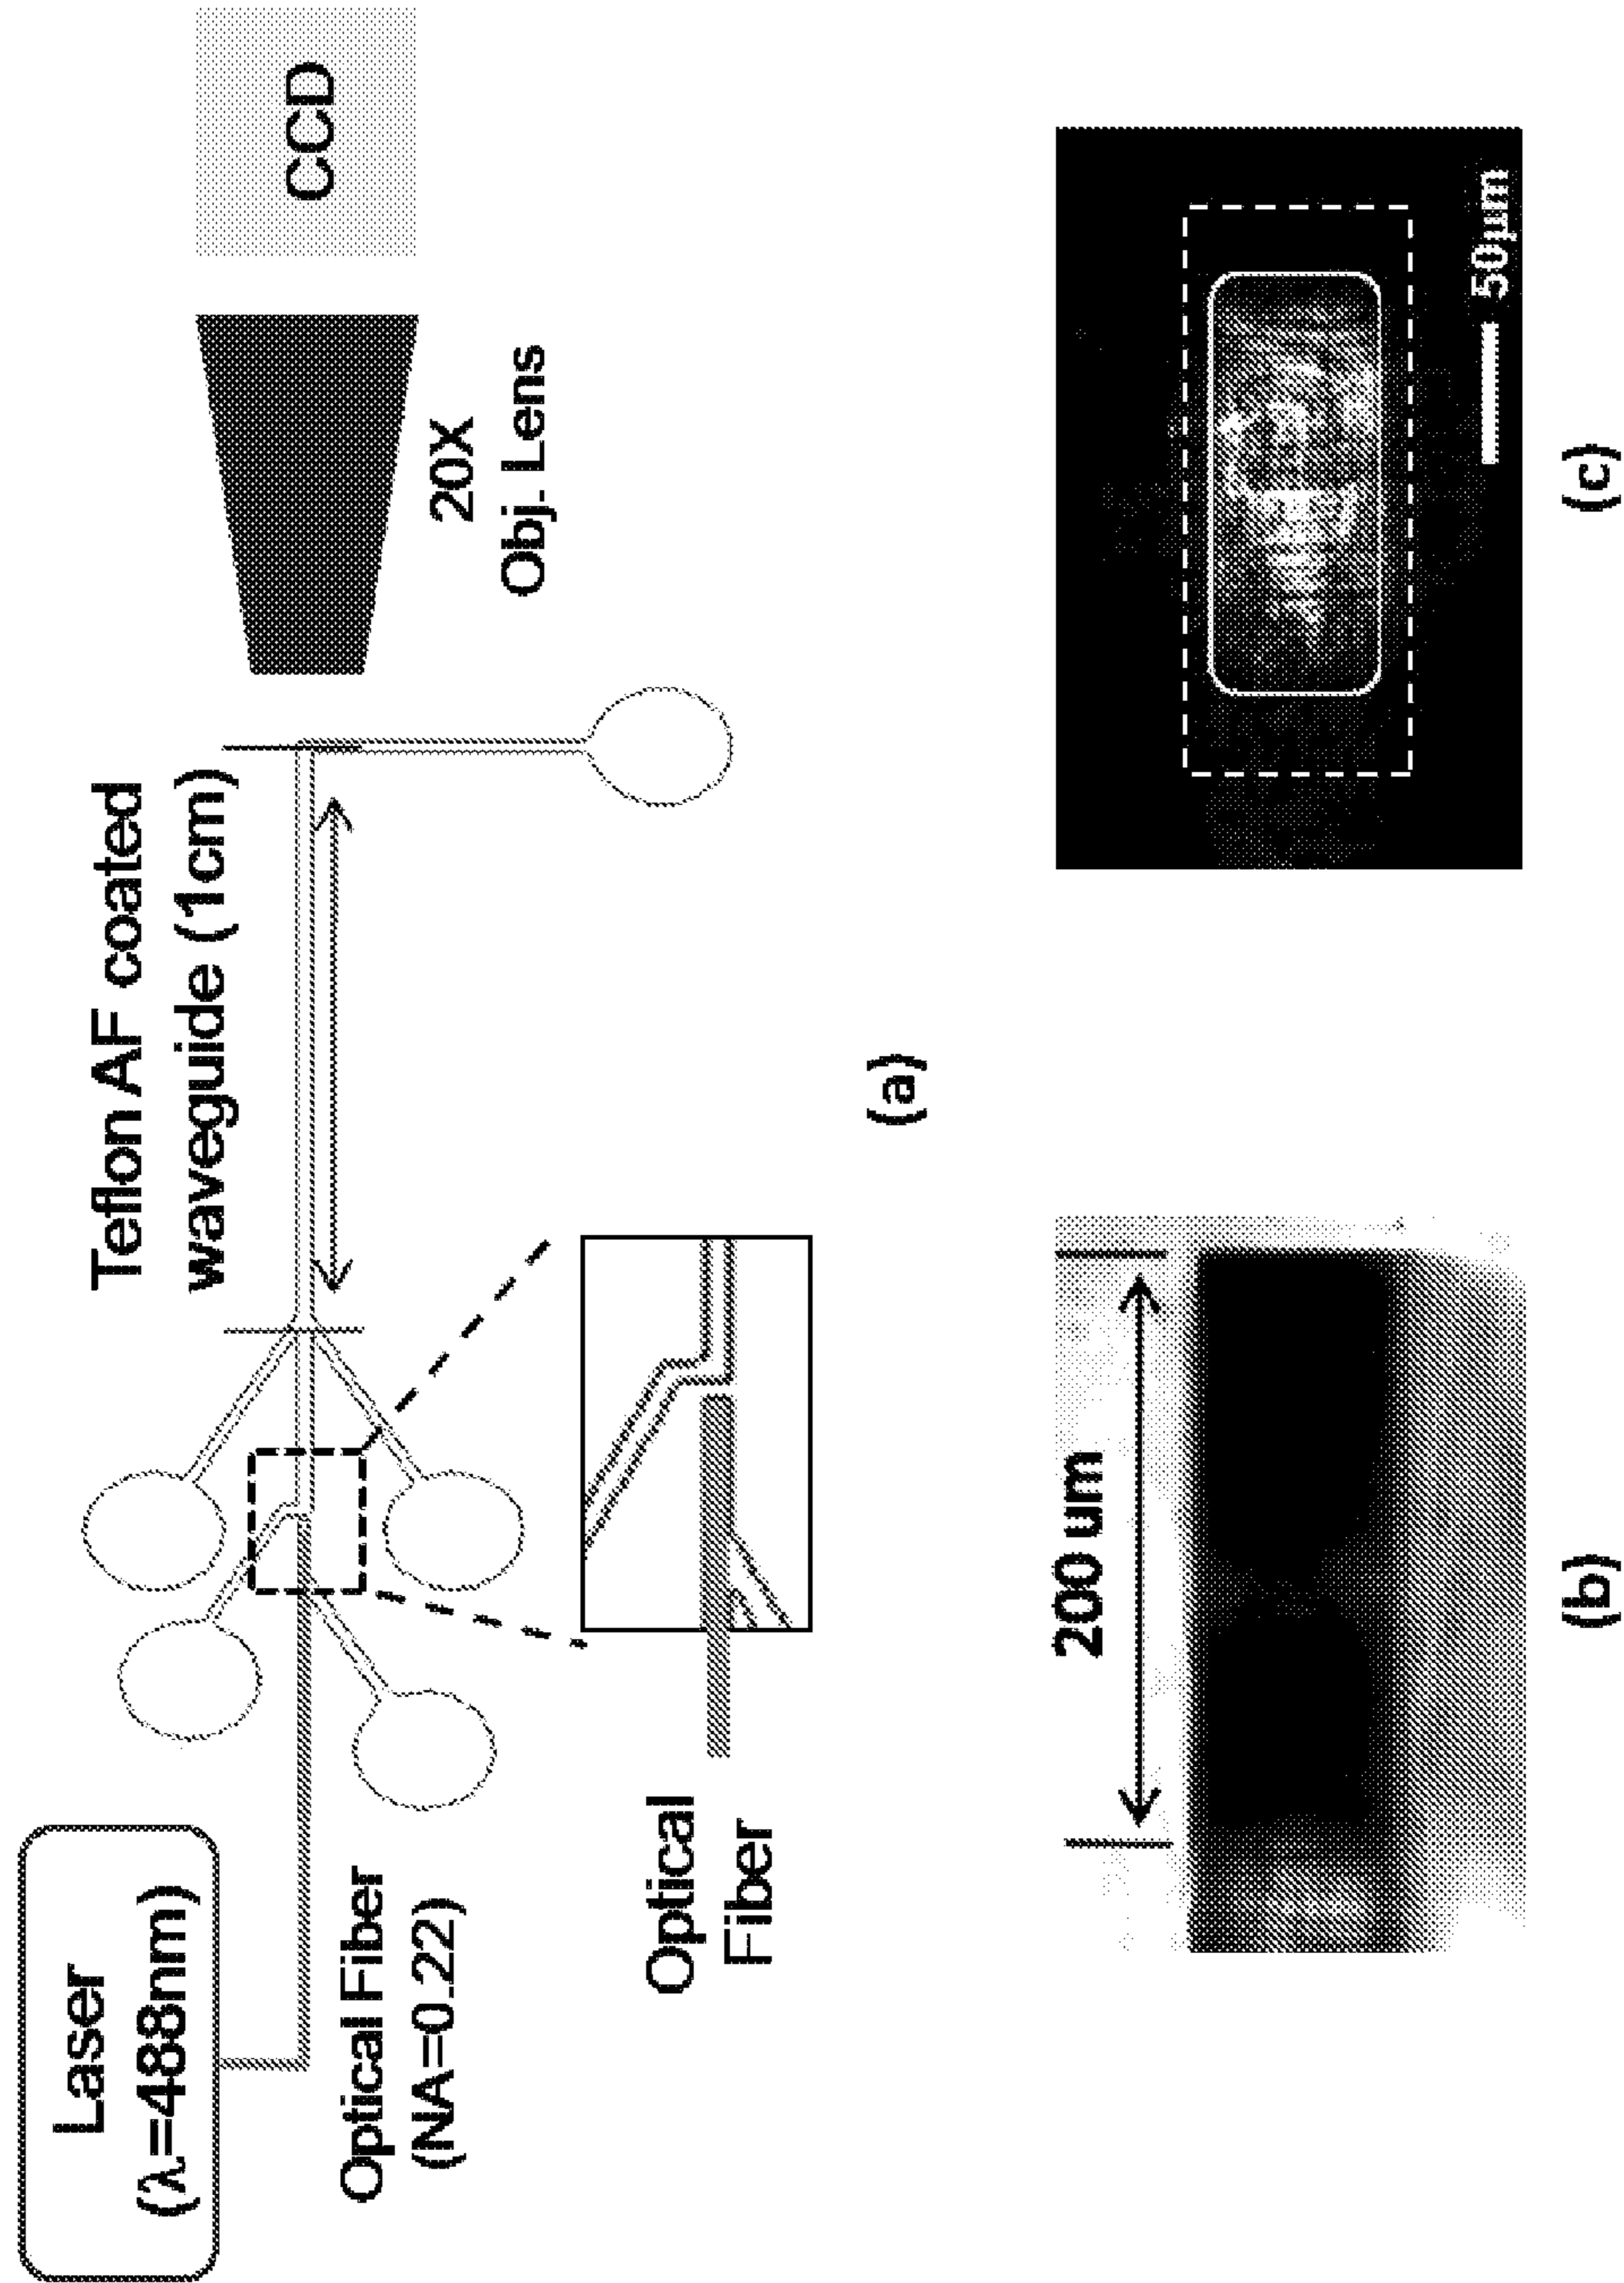 Laser
(λ=488nm)
Optical Fiber
(NA=0.22)
Teflon AF coated
waveguide (1cm)
20X
Obj. Lens
CCD
Optical
Fiber
(a)
200 um
(b)
50μm
(c)